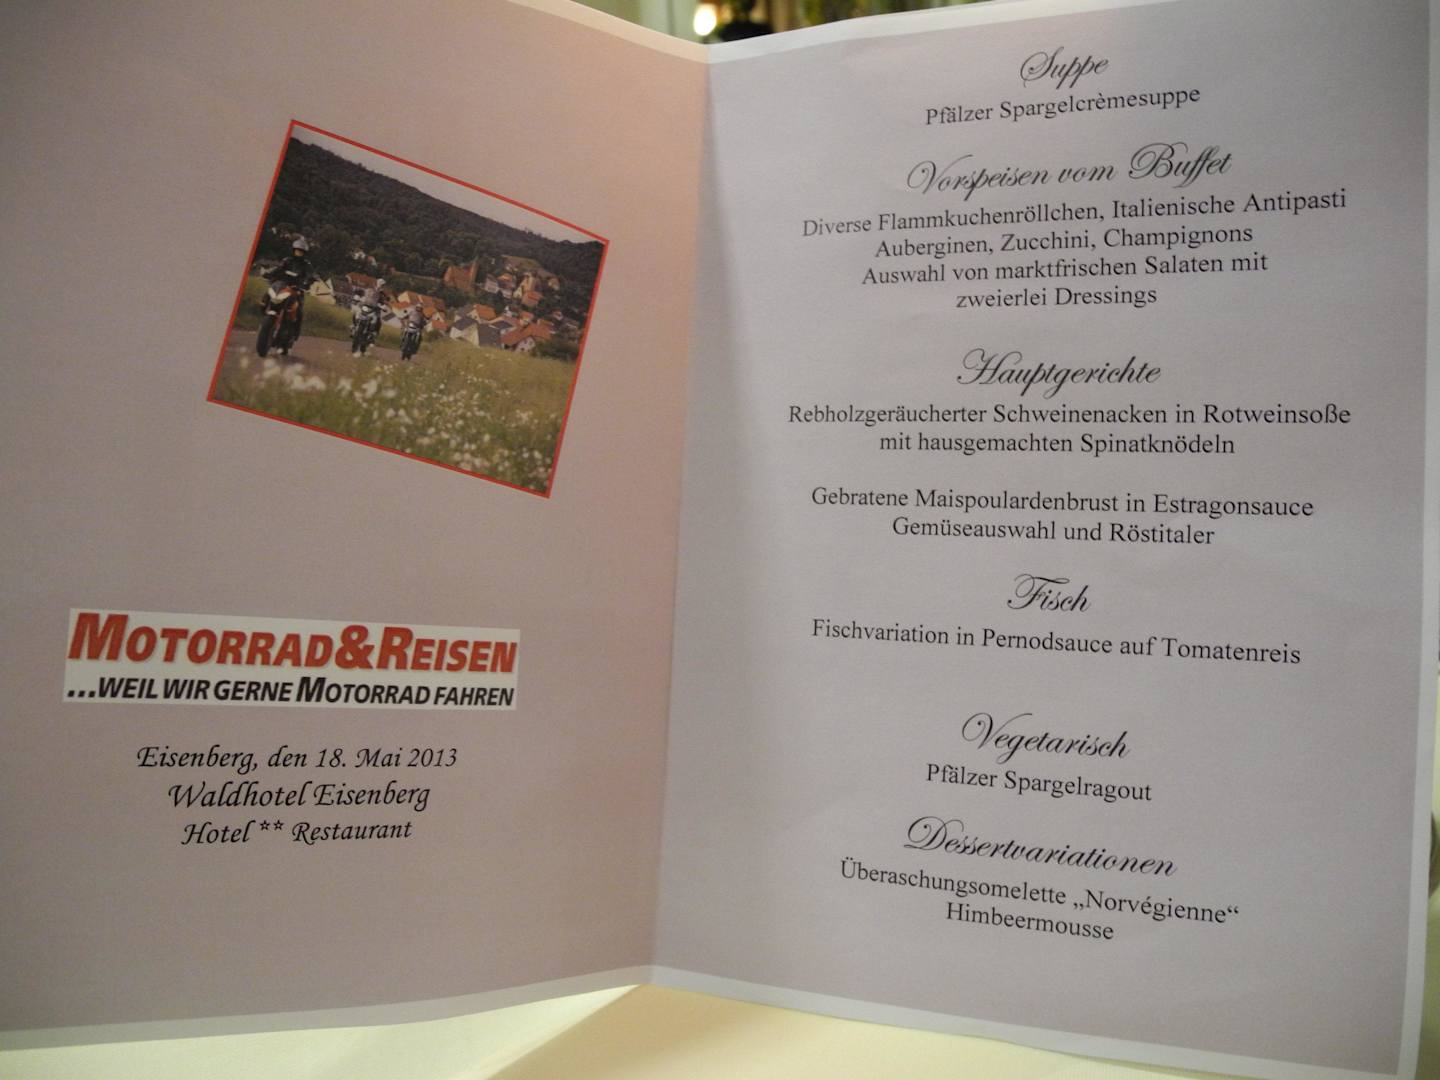 MOTORRAD&REISEN
...WEIL WIR GERNE MOTORRAD FAHREN
Eisenberg, den 18. Mai 2013
Waldhotel Eisenberg
Hotel ** Restaurant
Suppe
Pfälzer Spargelcrèmesuppe
Vorspeisen vom Buffet
Diverse Flammkuchenröllchen, Italienische Antipasti
Auberginen, Zucchini, Champignons
Auswahl von marktfrischen Salaten mit
zweierlei Dressings
Hauptgerichte
Rebholzgeräucherter Schweinenacken in Rotweinsoße
mit hausgemachten Spinatknödeln
Gebratene Maispoulardenbrust in Estragonsauce
Gemüseauswahl und Röstitaler
Fisch
Fischvariation in Pernodsauce auf Tomatenreis
Vegetarisch
Pfälzer Spargelragout
Dessertvariationen
Überaschungsomelette „Norvégienne“
Himbeermousse